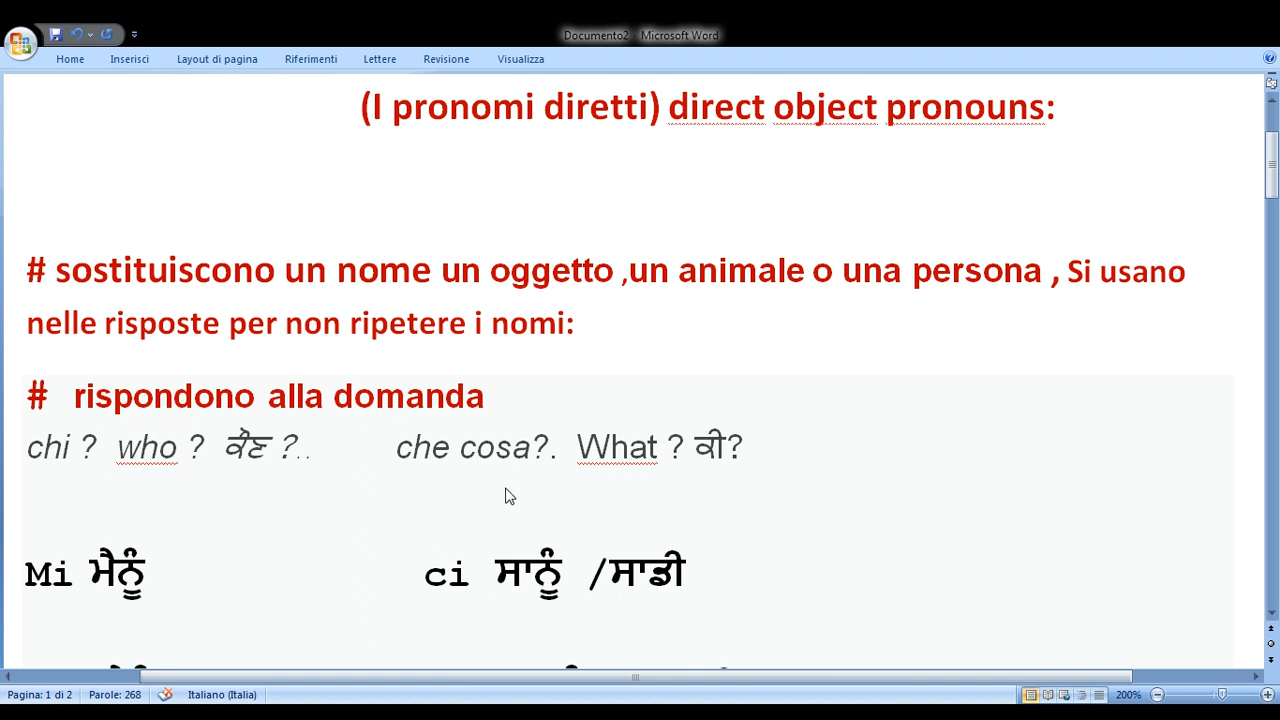 Documento2 - Microsoft Word
Home Inserisci Layout di pagina Riferimenti Lettere Revisione Visualizza
(I pronomi diretti) direct object pronouns:
# sostituiscono un nome un oggetto ,un animale o una persona , Si usano
nelle risposte per non ripetere i nomi:
# rispondono alla domanda
chi ? who ? ਕੌਣ ?.. che cosa?. What ? ਕੀ?
Mi ਮੈਨੂੰ ci ਸਾਨੂੰ /ਸਾਡੀ
Pagina: 1 di 2 Parole: 268 Italiano (Italia) 200%